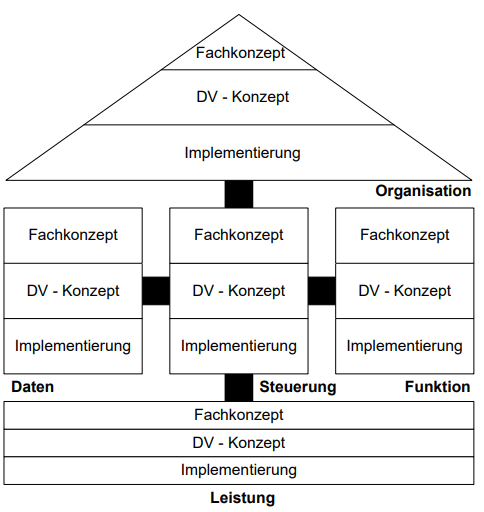 Fachkonzept
DV - Konzept
Implementierung
Organisation
Fachkonzept Fachkonzept Fachkonzept
DV - Konzept DV - Konzept DV - Konzept
Implementierung Implementierung Implementierung
Daten Steuerung Funktion
Fachkonzept
DV - Konzept
Implementierung
Leistung